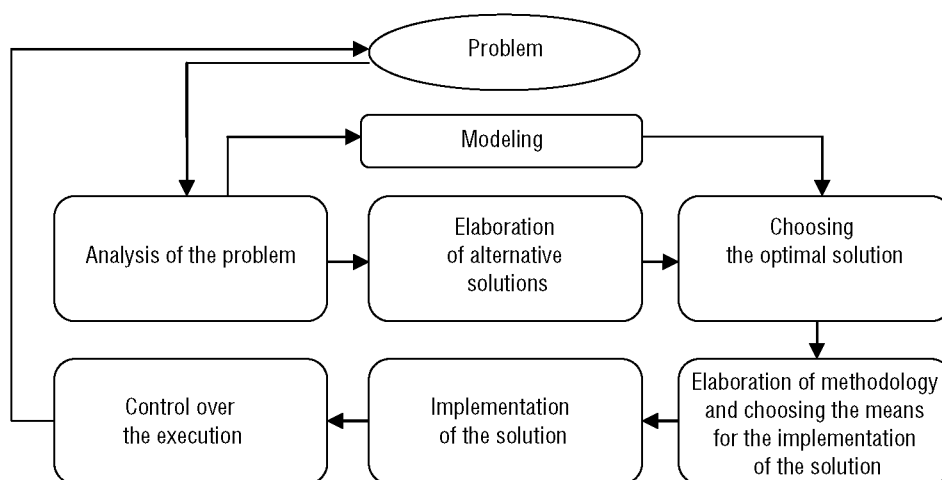 Problem
Modeling
Analysis of the problem
Elaboration
of alternative
solutions
Choosing
the optimal solution
Control over
the execution
Implementation
of the solution
Elaboration of methodology
and choosing the means
for the implementation
of the solution